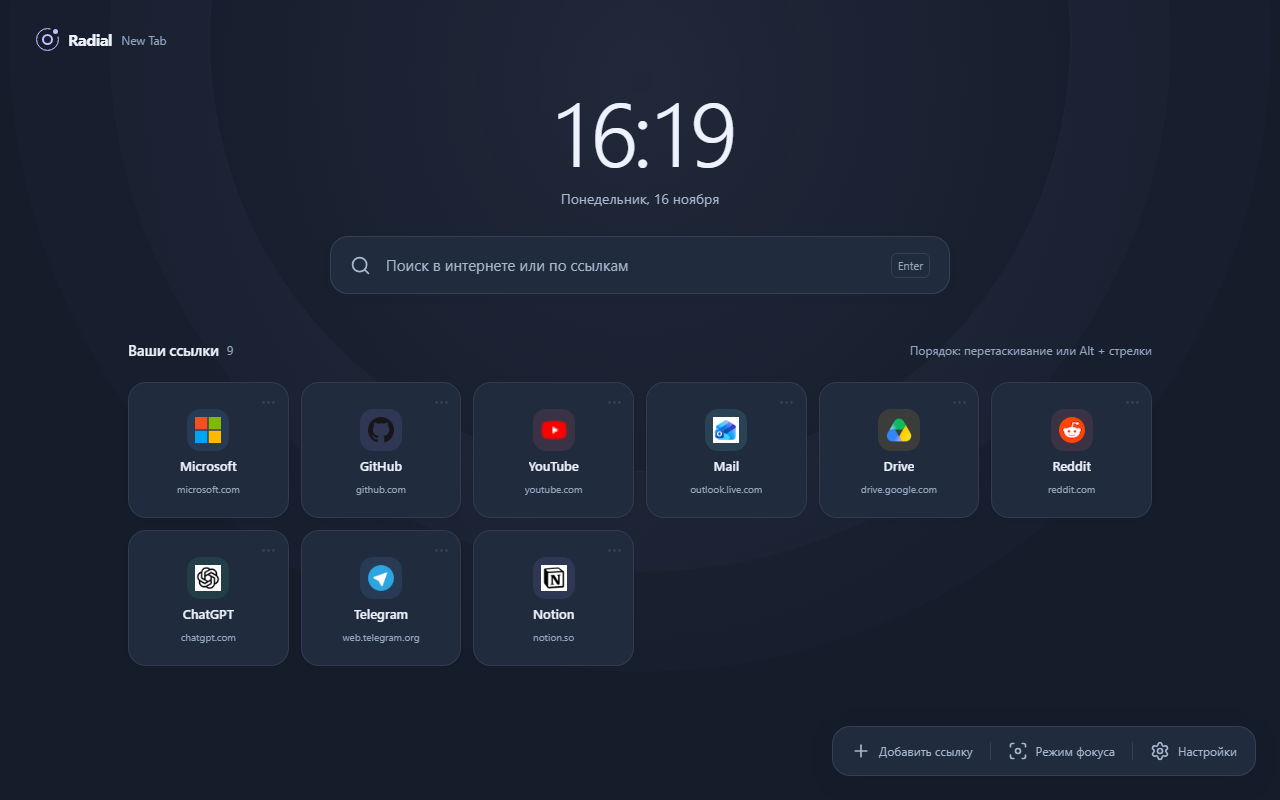 Radial New Tab
16:19
Понедельник, 16 ноября
Поиск в интернете или по ссылкам Enter
Ваши ссылки 9 Порядок: перетаскивание или Alt + стрелки
Microsoft GitHub YouTube Mail Drive Reddit
microsoft.com github.com youtube.com outlook.live.com drive.google.com reddit.com
ChatGPT Telegram Notion
chatgpt.com web.telegram.org notion.so
Добавить ссылку Режим фокуса Настройки